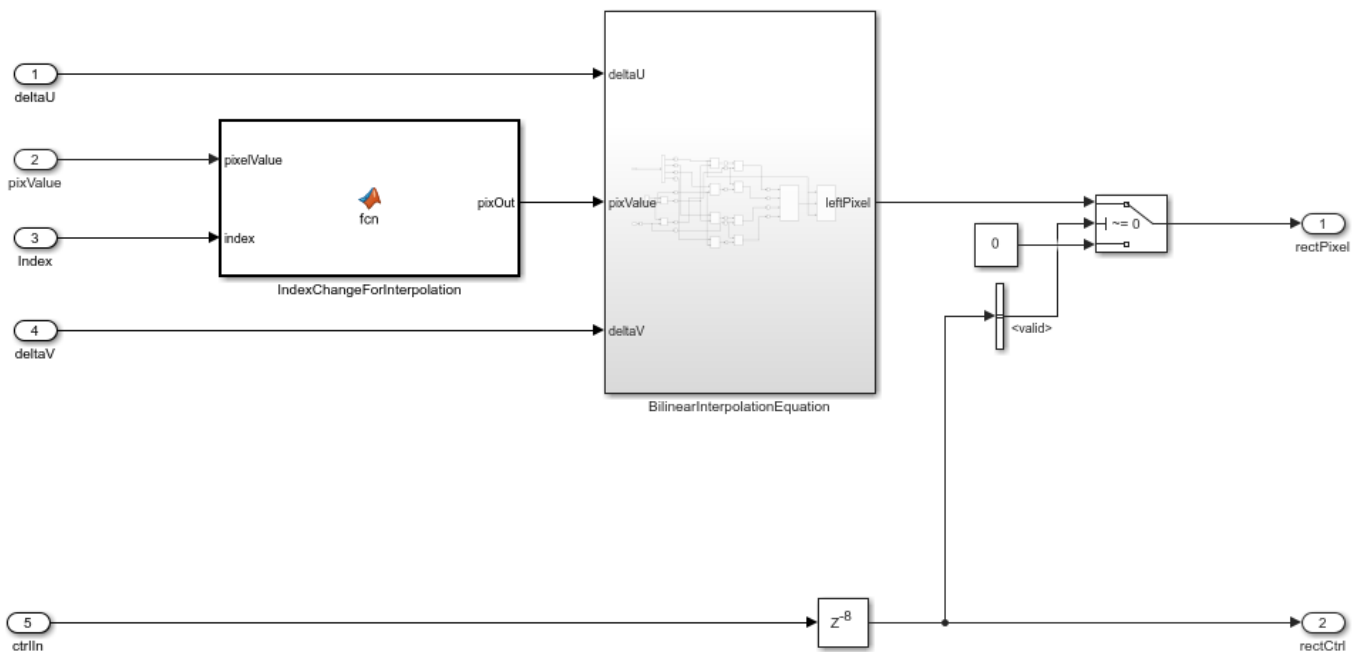 1
deltaU
2
pixValue
3
Index
4
deltaV
5
ctrlIn
pixelValue
index
fcn
pixOut
IndexChangeForInterpolation
deltaU
pixValue
deltaV
leftPixel
BilinearInterpolationEquation
0
<valid>
~= 0
Z-8
1
rectPixel
2
rectCtrl